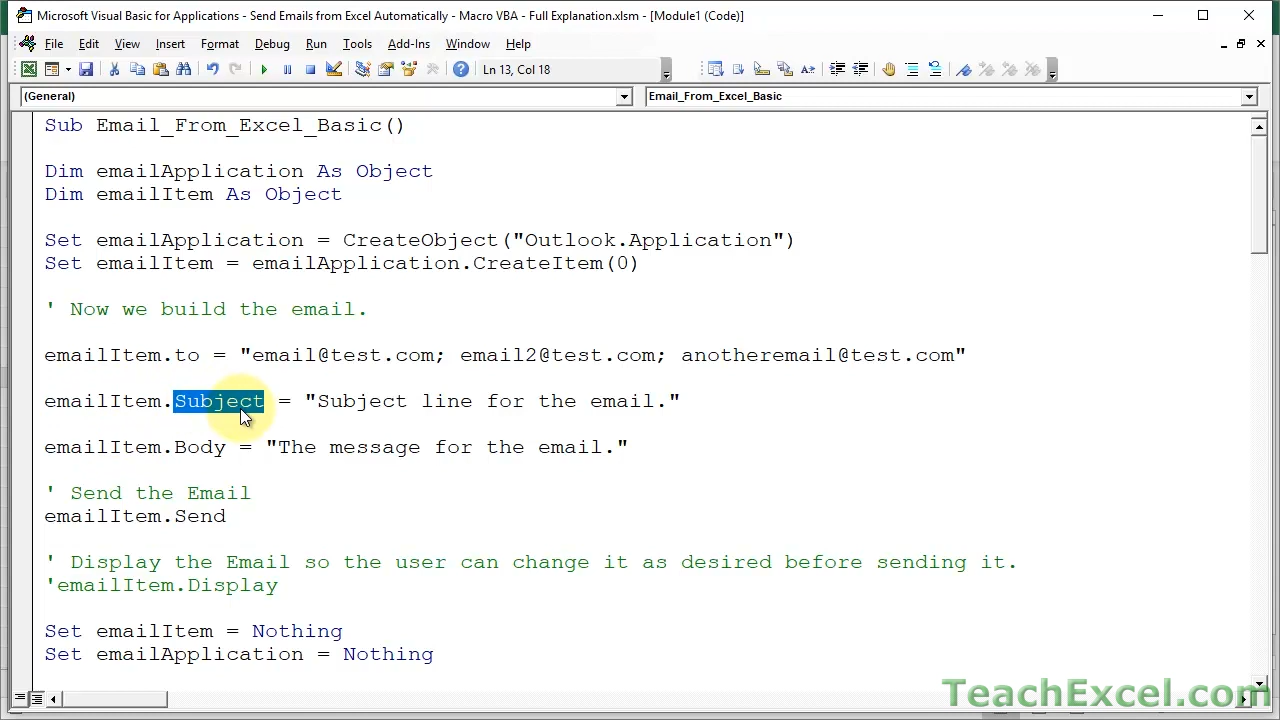 Microsoft Visual Basic for Applications - Send Emails from Excel Automatically - Macro VBA - Full Explanation.xlsm - [Module1 (Code)]
File Edit View Insert Format Debug Run Tools Add-Ins Window Help
Ln 13, Col 18
(General) Email_From_Excel_Basic
Sub Email_From_Excel_Basic()
Dim emailApplication As Object
Dim emailItem As Object
Set emailApplication = CreateObject("Outlook.Application")
Set emailItem = emailApplication.CreateItem(0)
' Now we build the email.
emailItem.to = "email@test.com; email2@test.com; anotheremail@test.com"
emailItem.Subject = "Subject line for the email."
emailItem.Body = "The message for the email."
' Send the Email
emailItem.Send
' Display the Email so the user can change it as desired before sending it.
'emailItem.Display
Set emailItem = Nothing
Set emailApplication = Nothing
TeachExcel.com